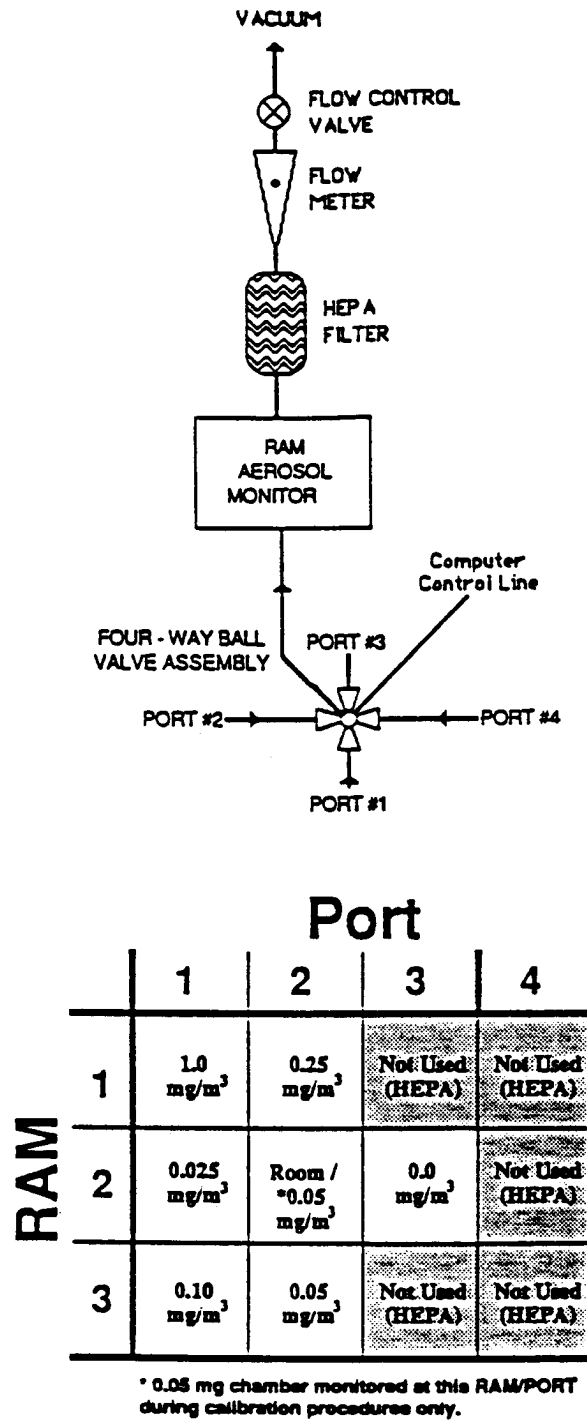 VACUUM
FLOW CONTROL
VALVE
FLOW
METER
HEPA
FILTER
RAM
AEROSOL
MONITOR
Computer
Control Line
FOUR - WAY BALL
VALVE ASSEMBLY
PORT #3
PORT #2
PORT #4
PORT #1
Port
1 2 3 4
RAM
1
1.0
mg/m³
0.25
mg/m³
Not Used
(HEPA)
Not Used
(HEPA)
2
0.025
mg/m³
Room /
*0.05
mg/m³
0.0
mg/m³
Not Used
(HEPA)
3
0.10
mg/m³
0.05
mg/m³
Not Used
(HEPA)
Not Used
(HEPA)
* 0.05 mg chamber monitored at this RAM/PORT
during calibration procedures only.